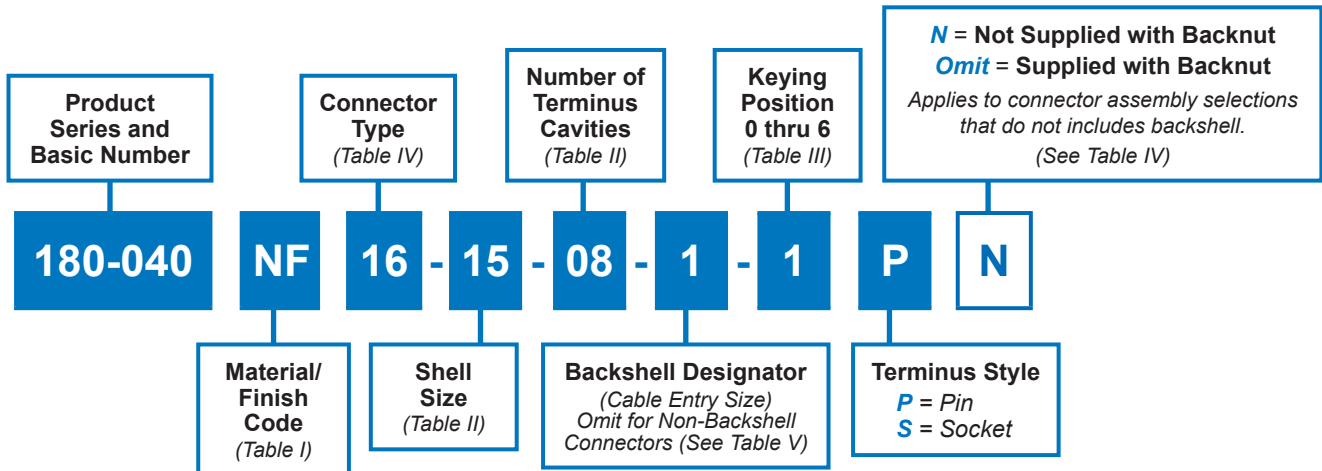 Product
Series and
Basic Number
Connector
Type
(Table IV)
Number of
Terminus
Cavities
(Table II)
Keying
Position
0 thru 6
(Table III)
N = Not Supplied with Backnut
Omit = Supplied with Backnut
Applies to connector assembly selections
that do not includes backshell.
(See Table IV)
180-040 NF 16 - 15 - 08 - 1 - 1 P N
Material/
Finish
Code
(Table I)
Shell
Size
(Table II)
Backshell Designator
(Cable Entry Size)
Omit for Non-Backshell
Connectors (See Table V)
Terminus Style
P = Pin
S = Socket